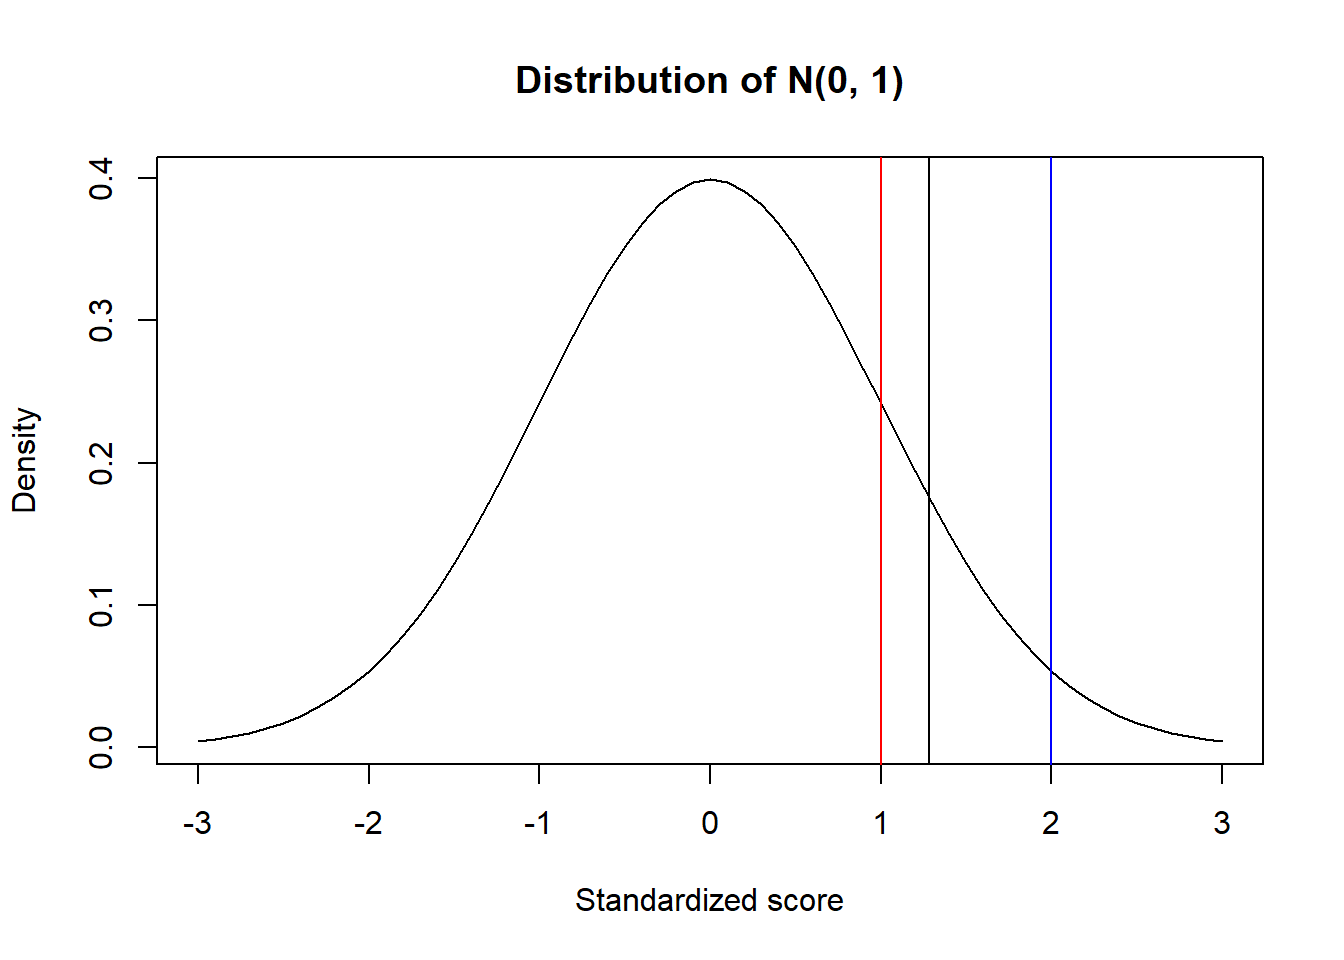 Distribution of N(0, 1)
0.4
0.3
0.2
0.1
0.0
Density
-3 -2 -1 0 1 2 3
Standardized score